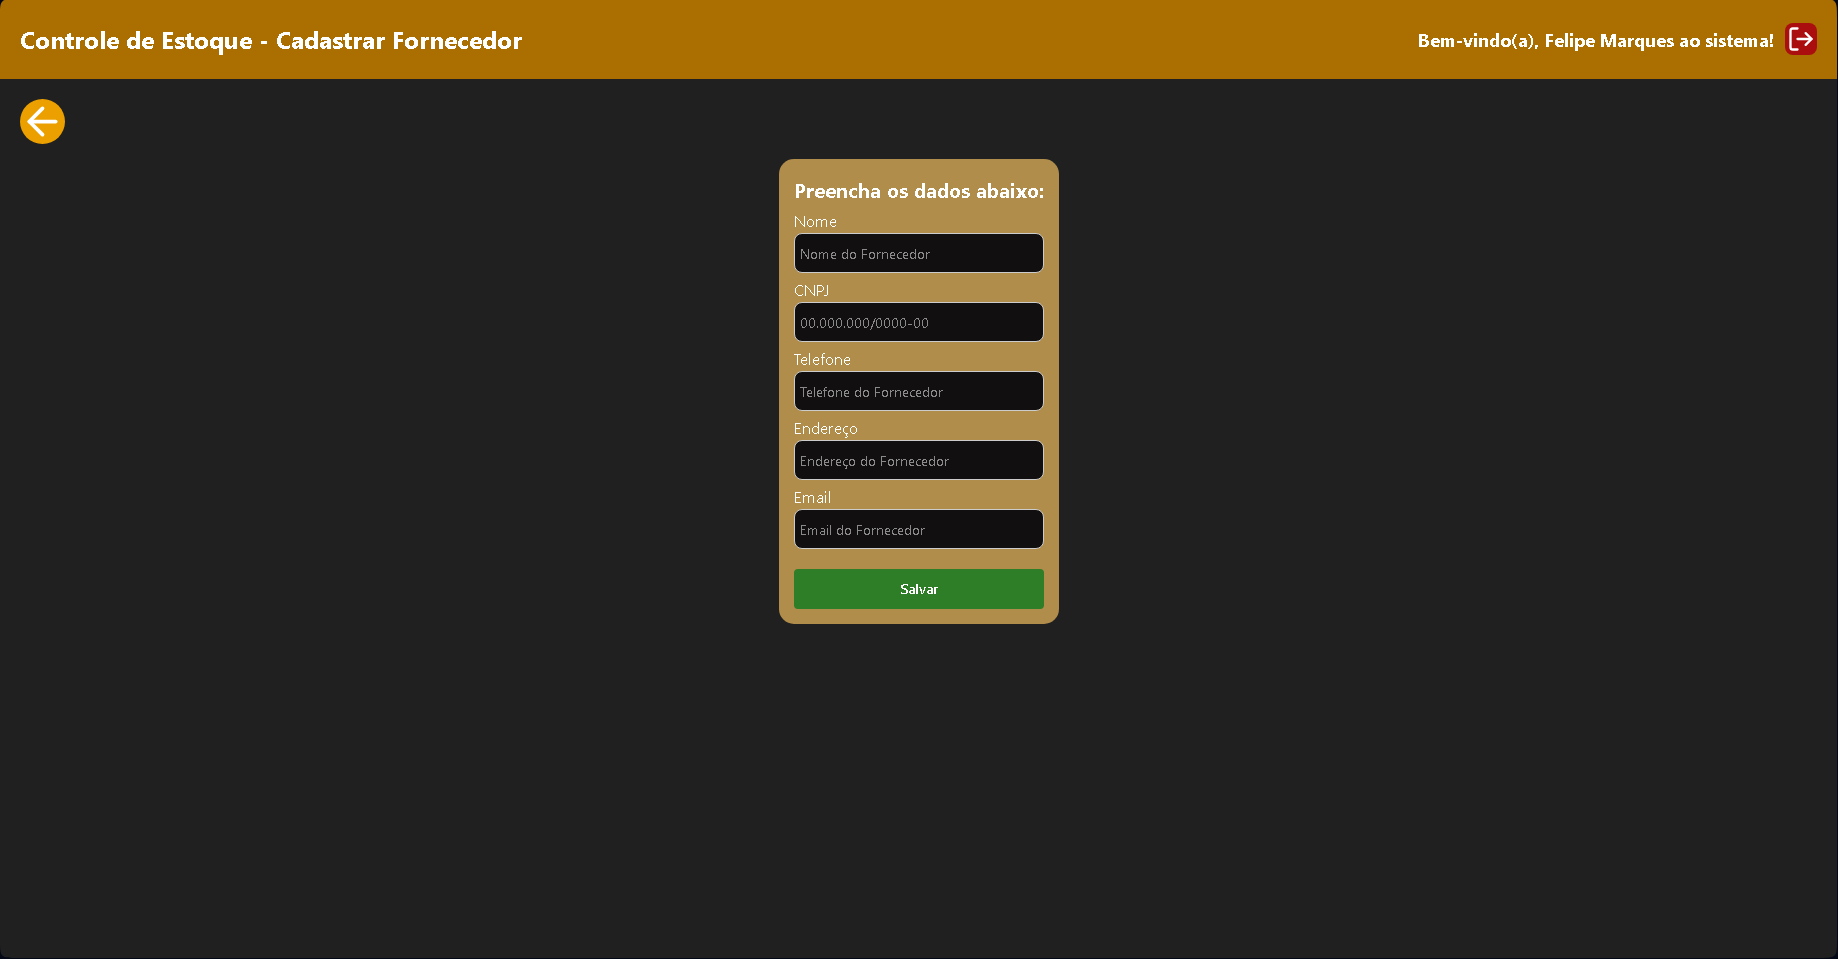 Controle de Estoque - Cadastrar Fornecedor
Bem-vindo(a), Felipe Marques ao sistema!
Preencha os dados abaixo:
Nome
Nome do Fornecedor
CNPJ
00.000.000/0000-00
Telefone
Telefone do Fornecedor
Endereço
Endereço do Fornecedor
Email
Email do Fornecedor
Salvar